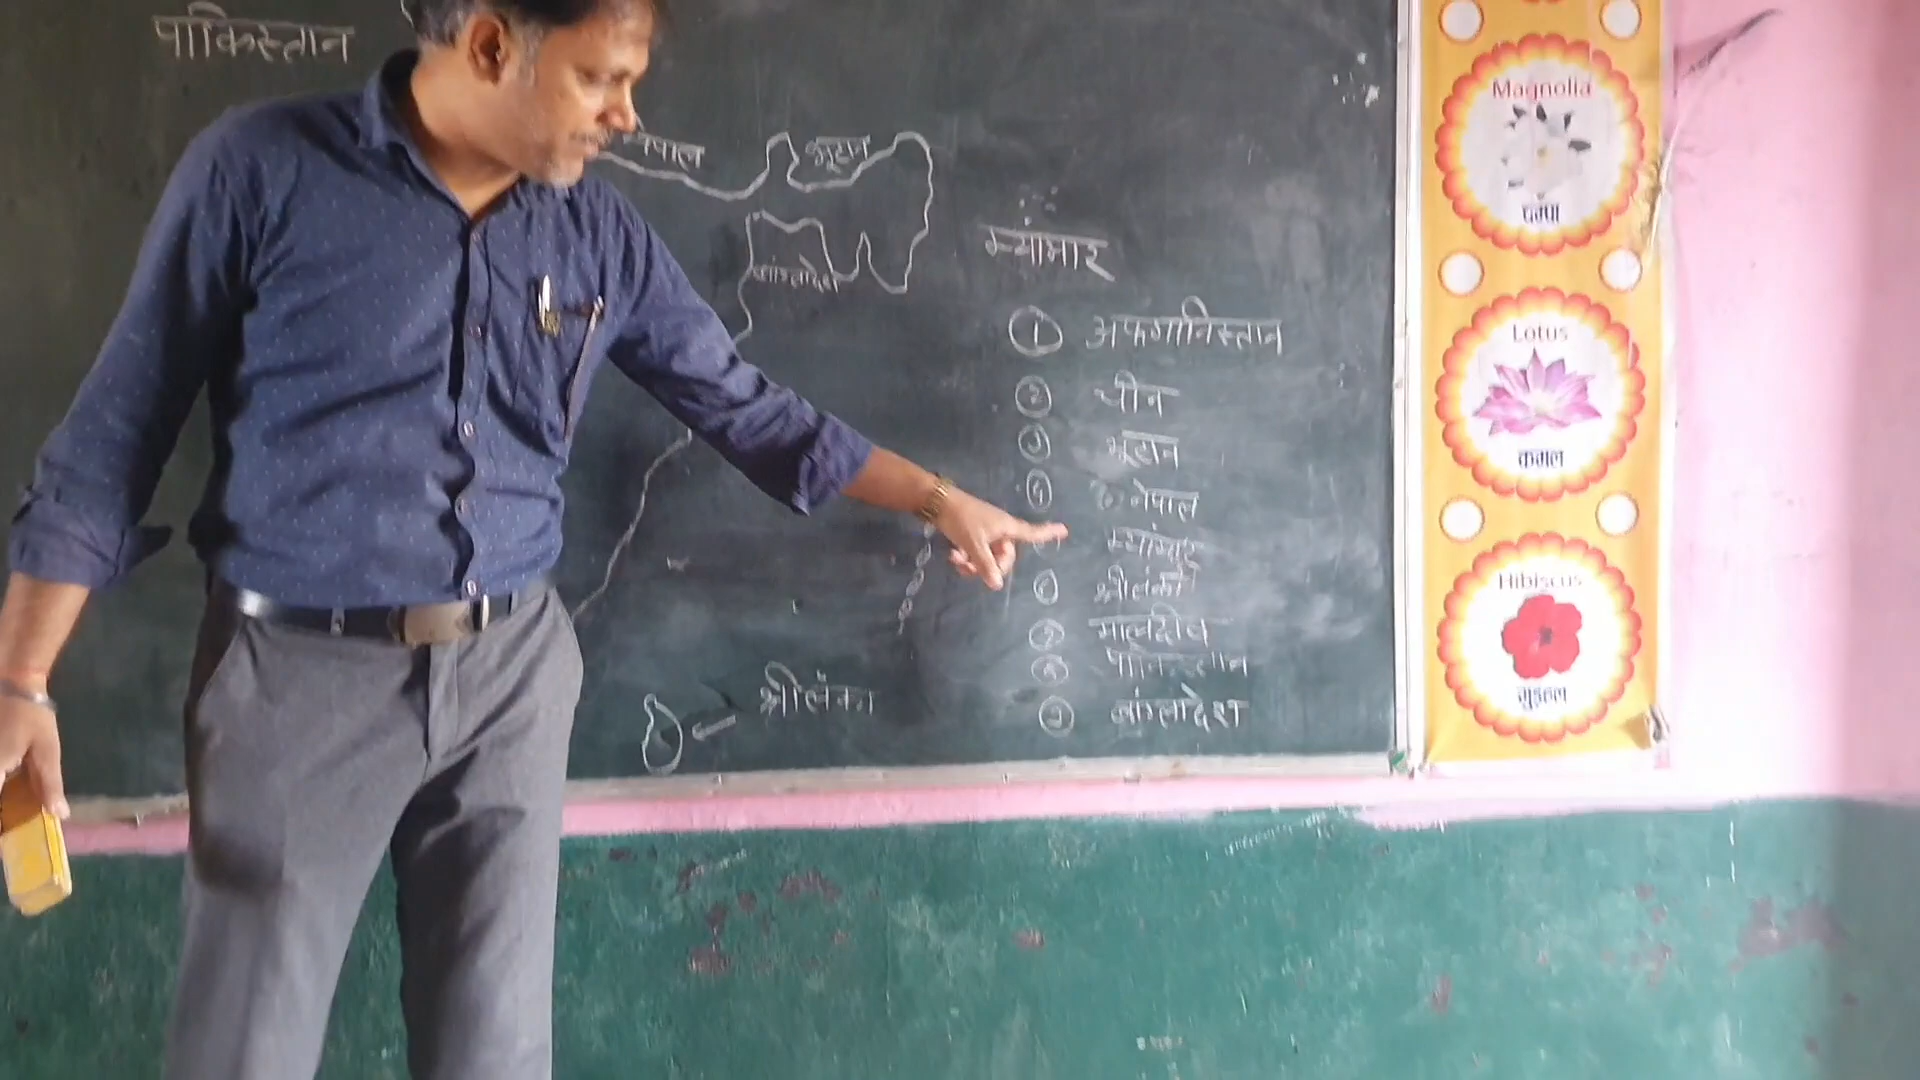 पाकिस्तान
नेपाल
भूटान
बांग्लादेश
म्यांमार
① अफगानिस्तान
② चीन
③ भूटान
④ नेपाल
म्यांमार
⑥ श्रीलंका
⑦ मालदीव
⑧ पाकिस्तान
⑨ बांग्लादेश
श्रीलंका
Magnolia
चम्पा
Lotus
कमल
Hibiscus
गुड़हल